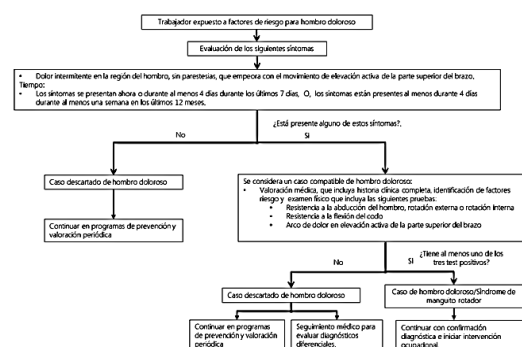 Trabajador expuesto a factores de riesgo para hombro doloroso
Evaluación de los siguientes síntomas
• Dolor intermitente en la región del hombro, sin parestesias, que empeora con el movimiento de elevación activa de la parte superior del brazo,
Tiempo:
• Los síntomas se presentan ahora o durante al menos 4 días durante los últimos 7 días, O, los síntomas están presentes al menos durante 4 días
durante al menos una semana en los últimos 12 meses,
¿Está presente alguno de estos síntomas?,
No
Si
Caso descartado de hombro doloroso
Continuar en programas de prevención y
valoración periódica
Se considera un caso compatible de hombro doloroso:
• Valoración médica, que incluya historia clínica completa, identificación de factores
riesgo y examen físico que incluya las siguientes pruebas:
• Resistencia a la abducción del hombro, rotación externa o rotación interna
• Resistencia a la flexión del codo
• Arco de dolor en elevación activa de la parte superior del brazo
¿Tiene al menos uno de los
tres test positivos?
No
SI
Caso descartado de hombro doloroso
Caso de hombro doloroso/Síndrome de
manguito rotador
Continuar en programas
de prevención y valoración
periódica
Seguimiento médico para
evaluar diagnósticos
diferenciales.
Continuar con confirmación
diagnóstica e iniciar intervención
ocupacional